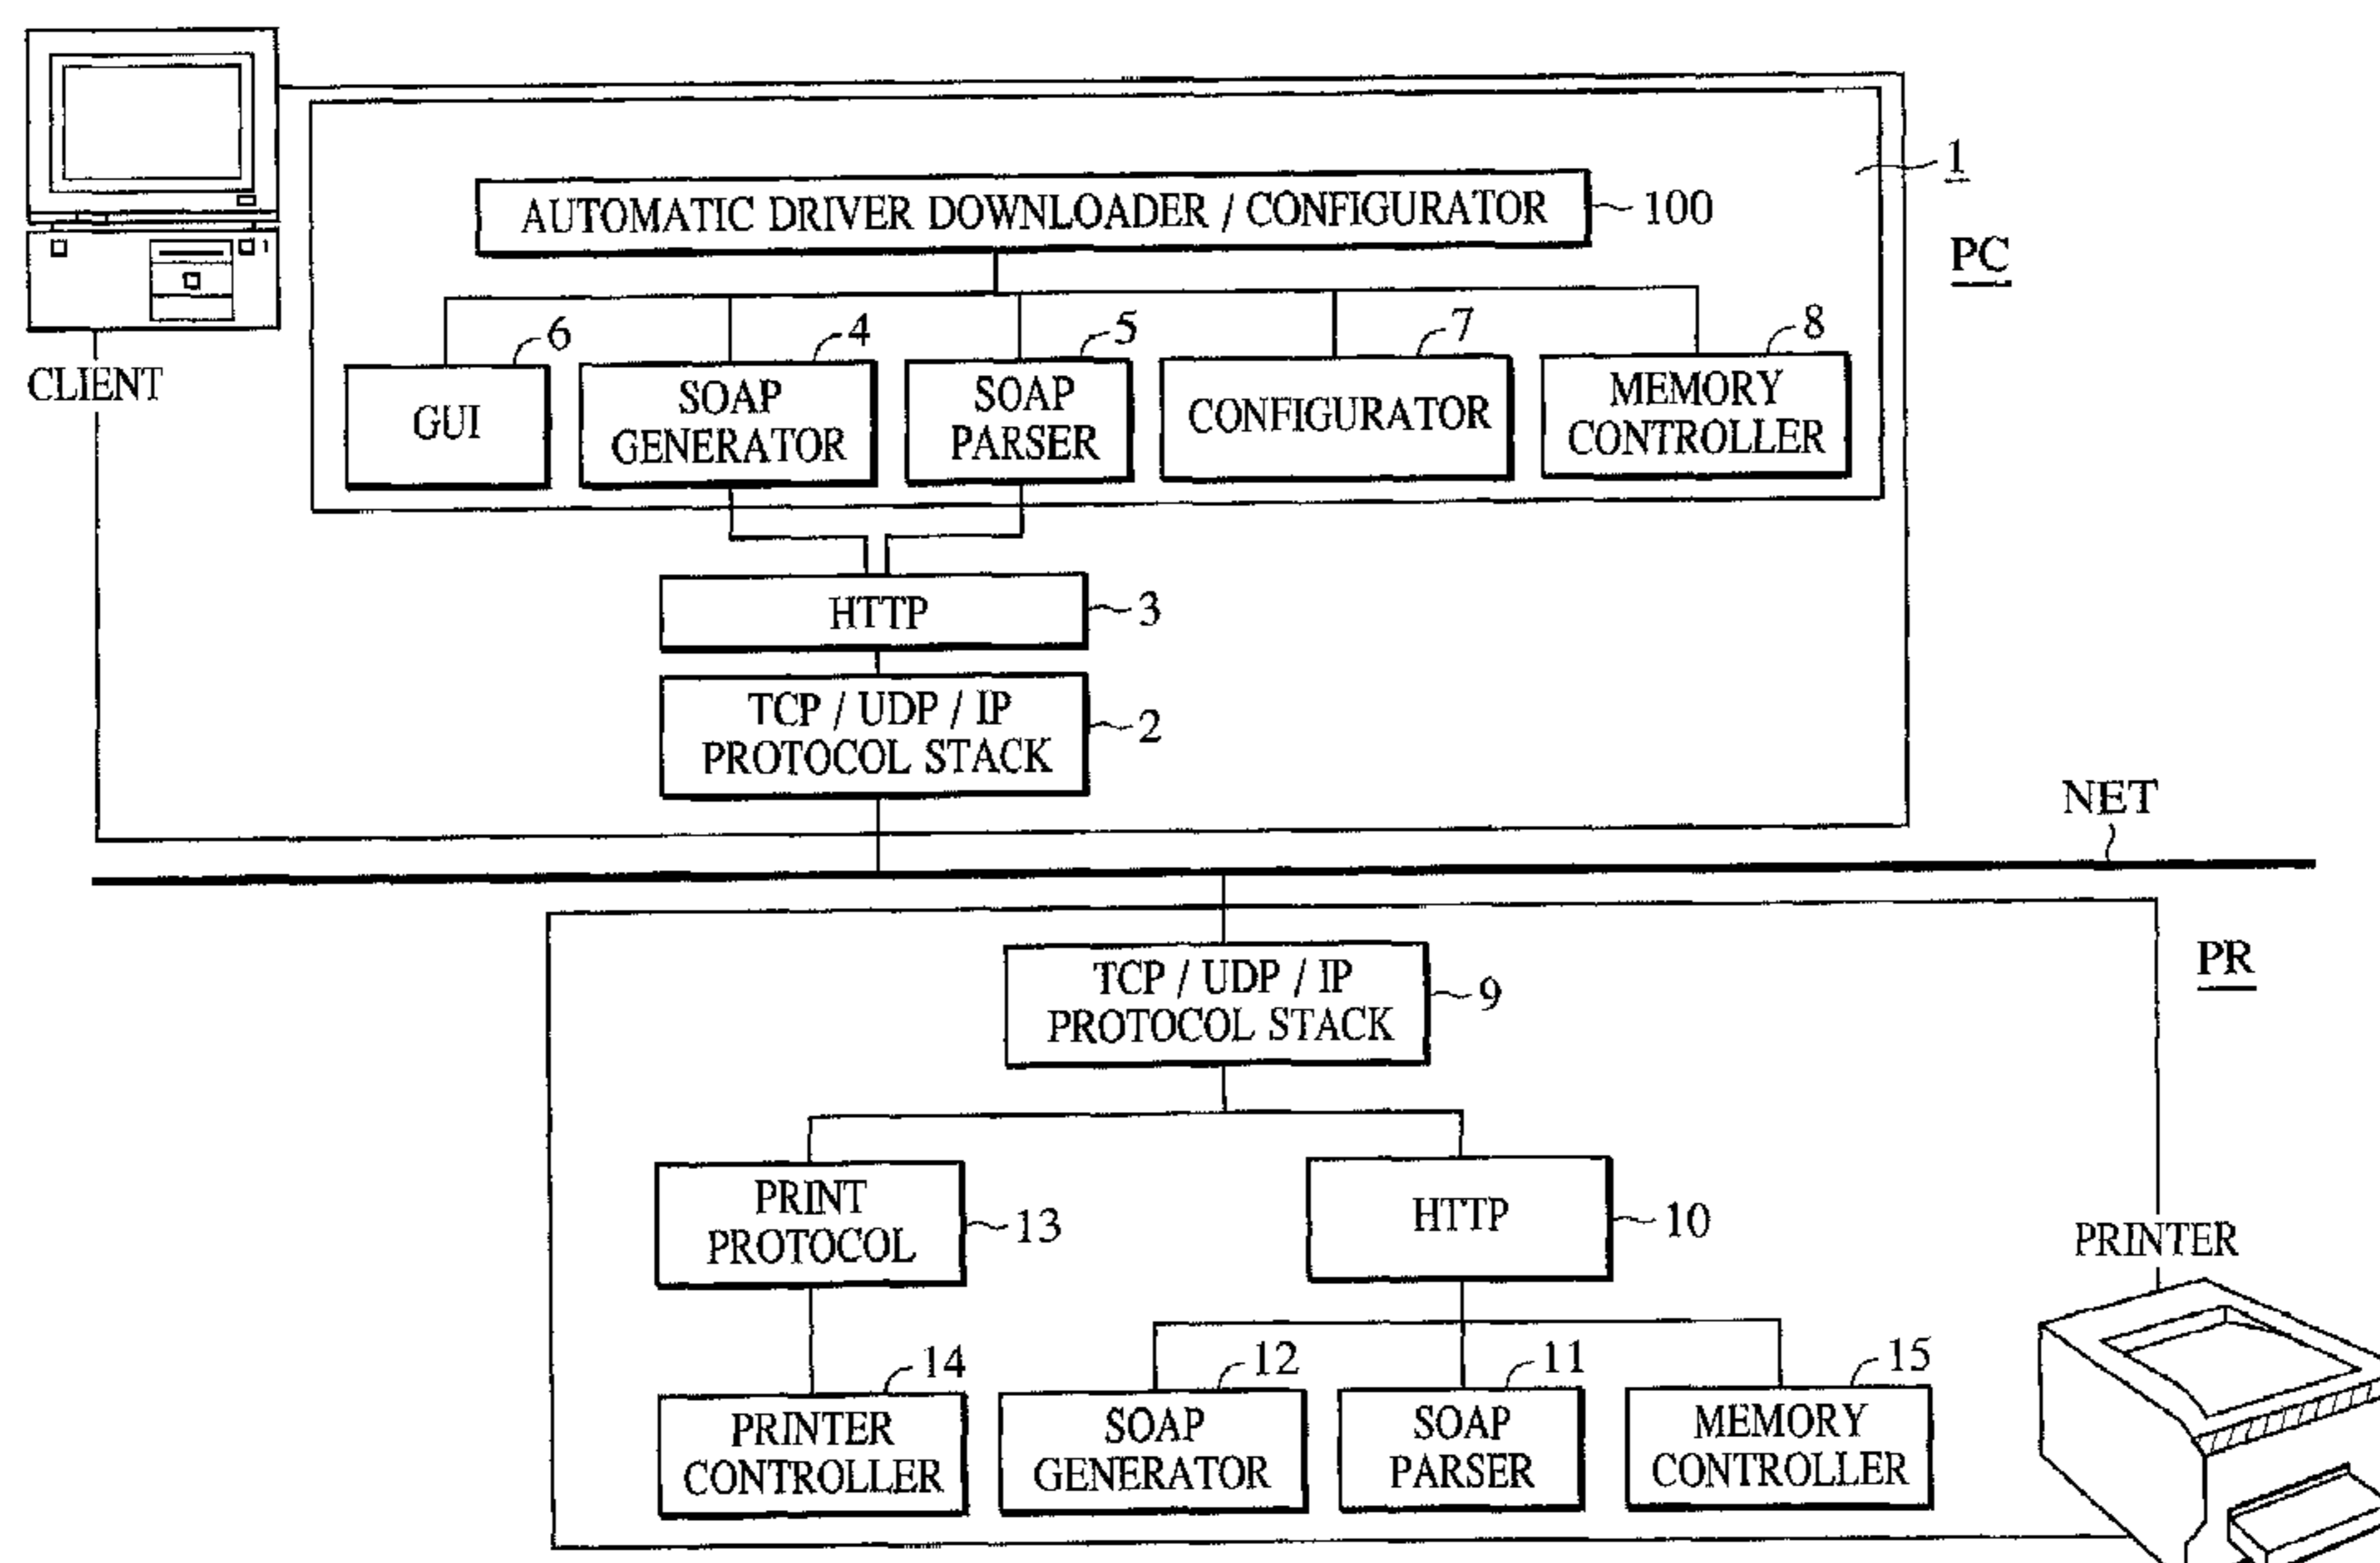 1
AUTOMATIC DRIVER DOWNLOADER / CONFIGURATOR
100
PC
6
4
5
7
8
CLIENT
GUI
SOAP
GENERATOR
SOAP
PARSER
CONFIGURATOR
MEMORY
CONTROLLER
HTTP
3
TCP / UDP / IP
PROTOCOL STACK
2
NET
PR
TCP / UDP / IP
PROTOCOL STACK
9
PRINT
PROTOCOL
13
HTTP
10
PRINTER
14
12
11
15
PRINTER
CONTROLLER
SOAP
GENERATOR
SOAP
PARSER
MEMORY
CONTROLLER